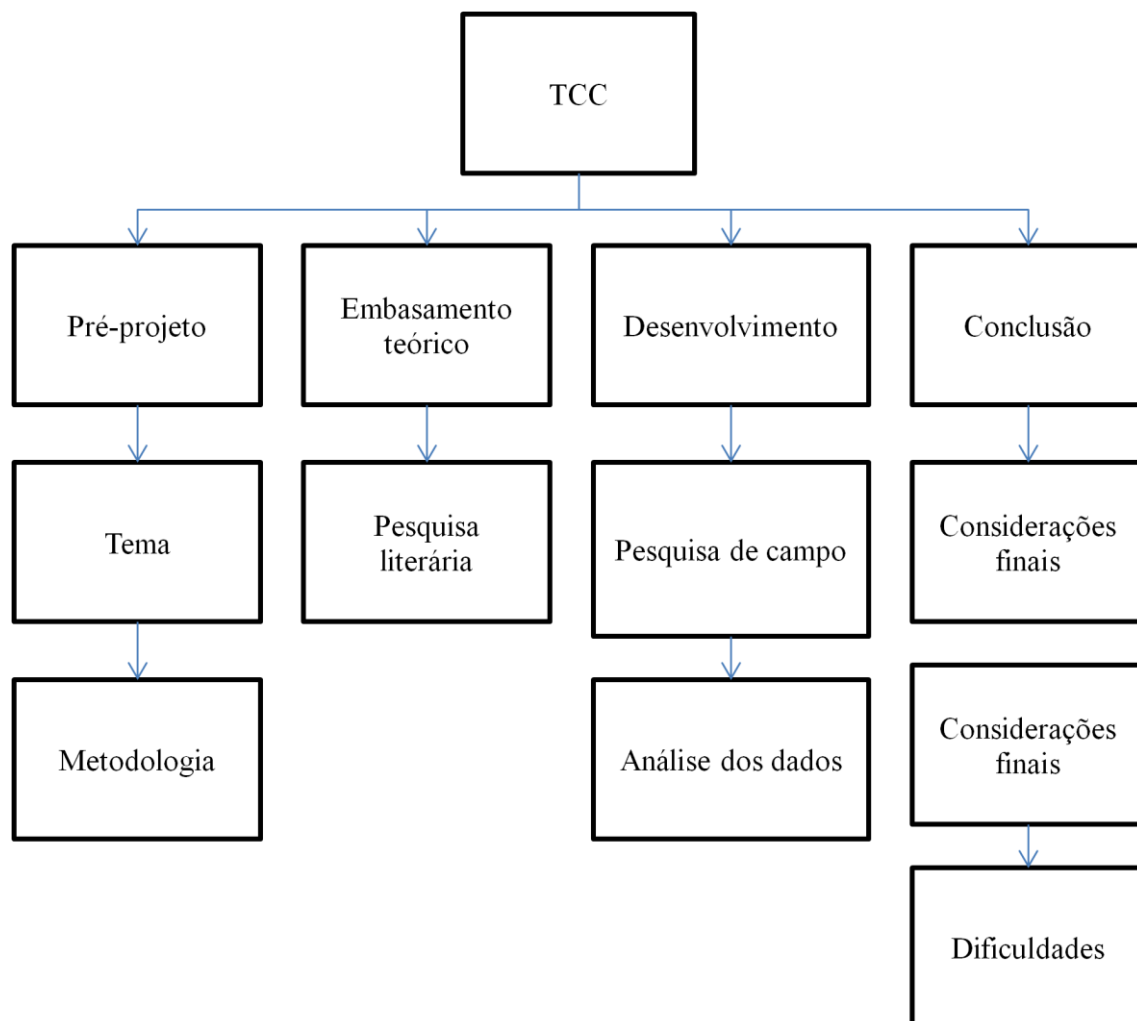 TCC
Pré-projeto
Embasamento
teórico
Desenvolvimento
Conclusão
Tema
Pesquisa
literária
Pesquisa de campo
Considerações
finais
Metodologia
Análise dos dados
Considerações
finais
Dificuldades